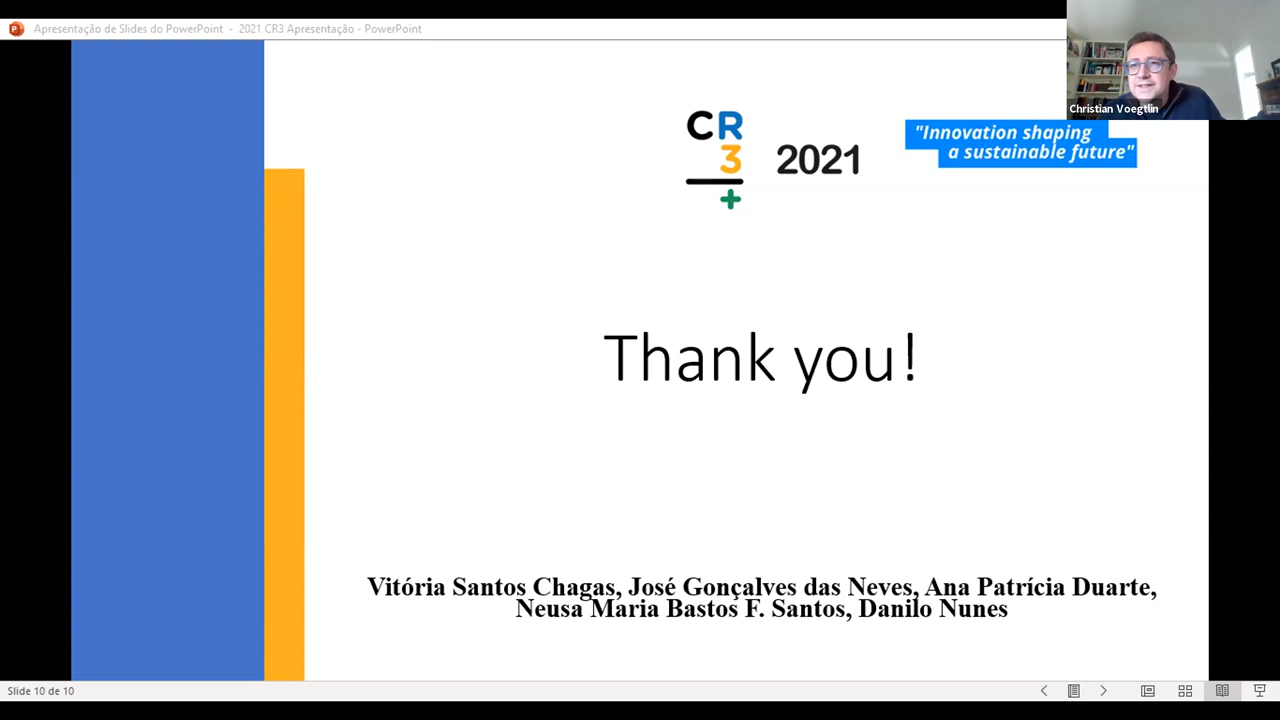 Apresentação de Slides do PowerPoint - 2021 CR3 Apresentação - PowerPoint
Christian Voegtlin
CR
3
+
2021
"Innovation shaping
a sustainable future"
Thank you!
Vitória Santos Chagas, José Gonçalves das Neves, Ana Patrícia Duarte,
Neusa Maria Bastos F. Santos, Danilo Nunes
Slide 10 de 10